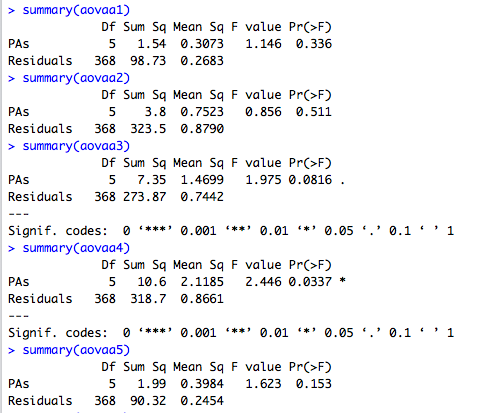 > summary(aovaa1)
             Df Sum Sq Mean Sq F value Pr(>F)
PAs           5   1.54  0.3073   1.146  0.336
Residuals   368  98.73  0.2683
> summary(aovaa2)
             Df Sum Sq Mean Sq F value Pr(>F)
PAs           5    3.8  0.7523   0.856  0.511
Residuals   368  323.5  0.8790
> summary(aovaa3)
             Df Sum Sq Mean Sq F value Pr(>F)
PAs           5   7.35  1.4699   1.975 0.0816 .
Residuals   368 273.87  0.7442
---
Signif. codes:  0 ‘***’ 0.001 ‘**’ 0.01 ‘*’ 0.05 ‘.’ 0.1 ‘ ’ 1
> summary(aovaa4)
             Df Sum Sq Mean Sq F value Pr(>F)
PAs           5   10.6  2.1185   2.446 0.0337 *
Residuals   368  318.7  0.8661
---
Signif. codes:  0 ‘***’ 0.001 ‘**’ 0.01 ‘*’ 0.05 ‘.’ 0.1 ‘ ’ 1
> summary(aovaa5)
             Df Sum Sq Mean Sq F value Pr(>F)
PAs           5   1.99  0.3984   1.623  0.153
Residuals   368  90.32  0.2454